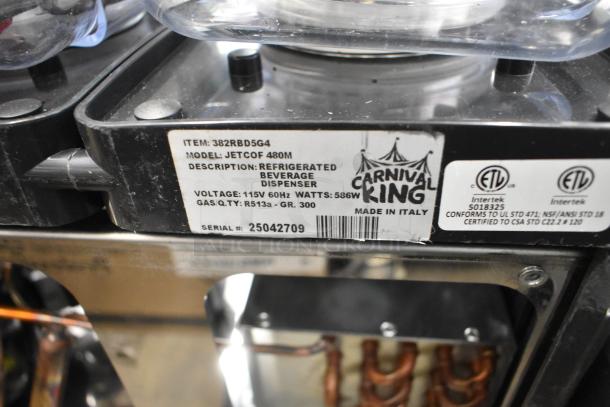 ITEM: 382RBD5G4
MODEL: JETCOF 480M
DESCRIPTION: REFRIGERATED
BEVERAGE
DISPENSER
VOLTAGE: 115V 60Hz WATTS: 586W
GAS/Q.TY: R513a - GR. 300
SERIAL #: 25042709
CARNIVAL
KING
MADE IN ITALY
ETL
Intertek
5018325
ETL
Intertek
CONFORMS TO UL STD 471; NSF/ANSI STD 18
CERTIFIED TO CSA STD C22.2 # 120